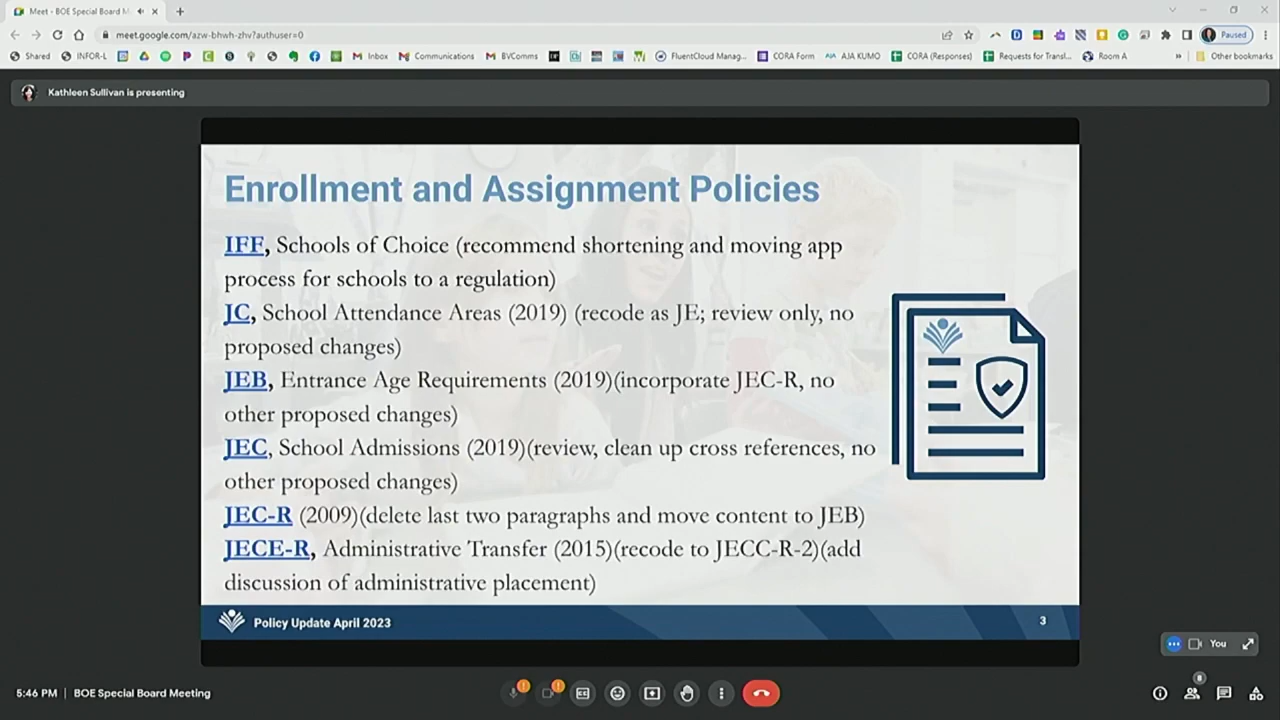 Meet - BOE Special Board M
meet.google.com/azw-bhwh-zhv?authuser=0
Paused
Shared
INFOR-L
Inbox
Communications
BVComms
FluentCloud Manag...
CORA Form
AJA KUMO
CORA (Responses)
Requests for Transl...
Room A
»
Other bookmarks
Kathleen Sullivan is presenting
Enrollment and Assignment Policies
IFF, Schools of Choice (recommend shortening and moving app
process for schools to a regulation)
JC, School Attendance Areas (2019) (recode as JE; review only, no
proposed changes)
JEB, Entrance Age Requirements (2019)(incorporate JEC-R, no
other proposed changes)
JEC, School Admissions (2019)(review, clean up cross references, no
other proposed changes)
JEC-R (2009)(delete last two paragraphs and move content to JEB)
JECE-R, Administrative Transfer (2015)(recode to JECC-R-2)(add
discussion of administrative placement)
Policy Update April 2023
3
You
5:46 PM | BOE Special Board Meeting
8